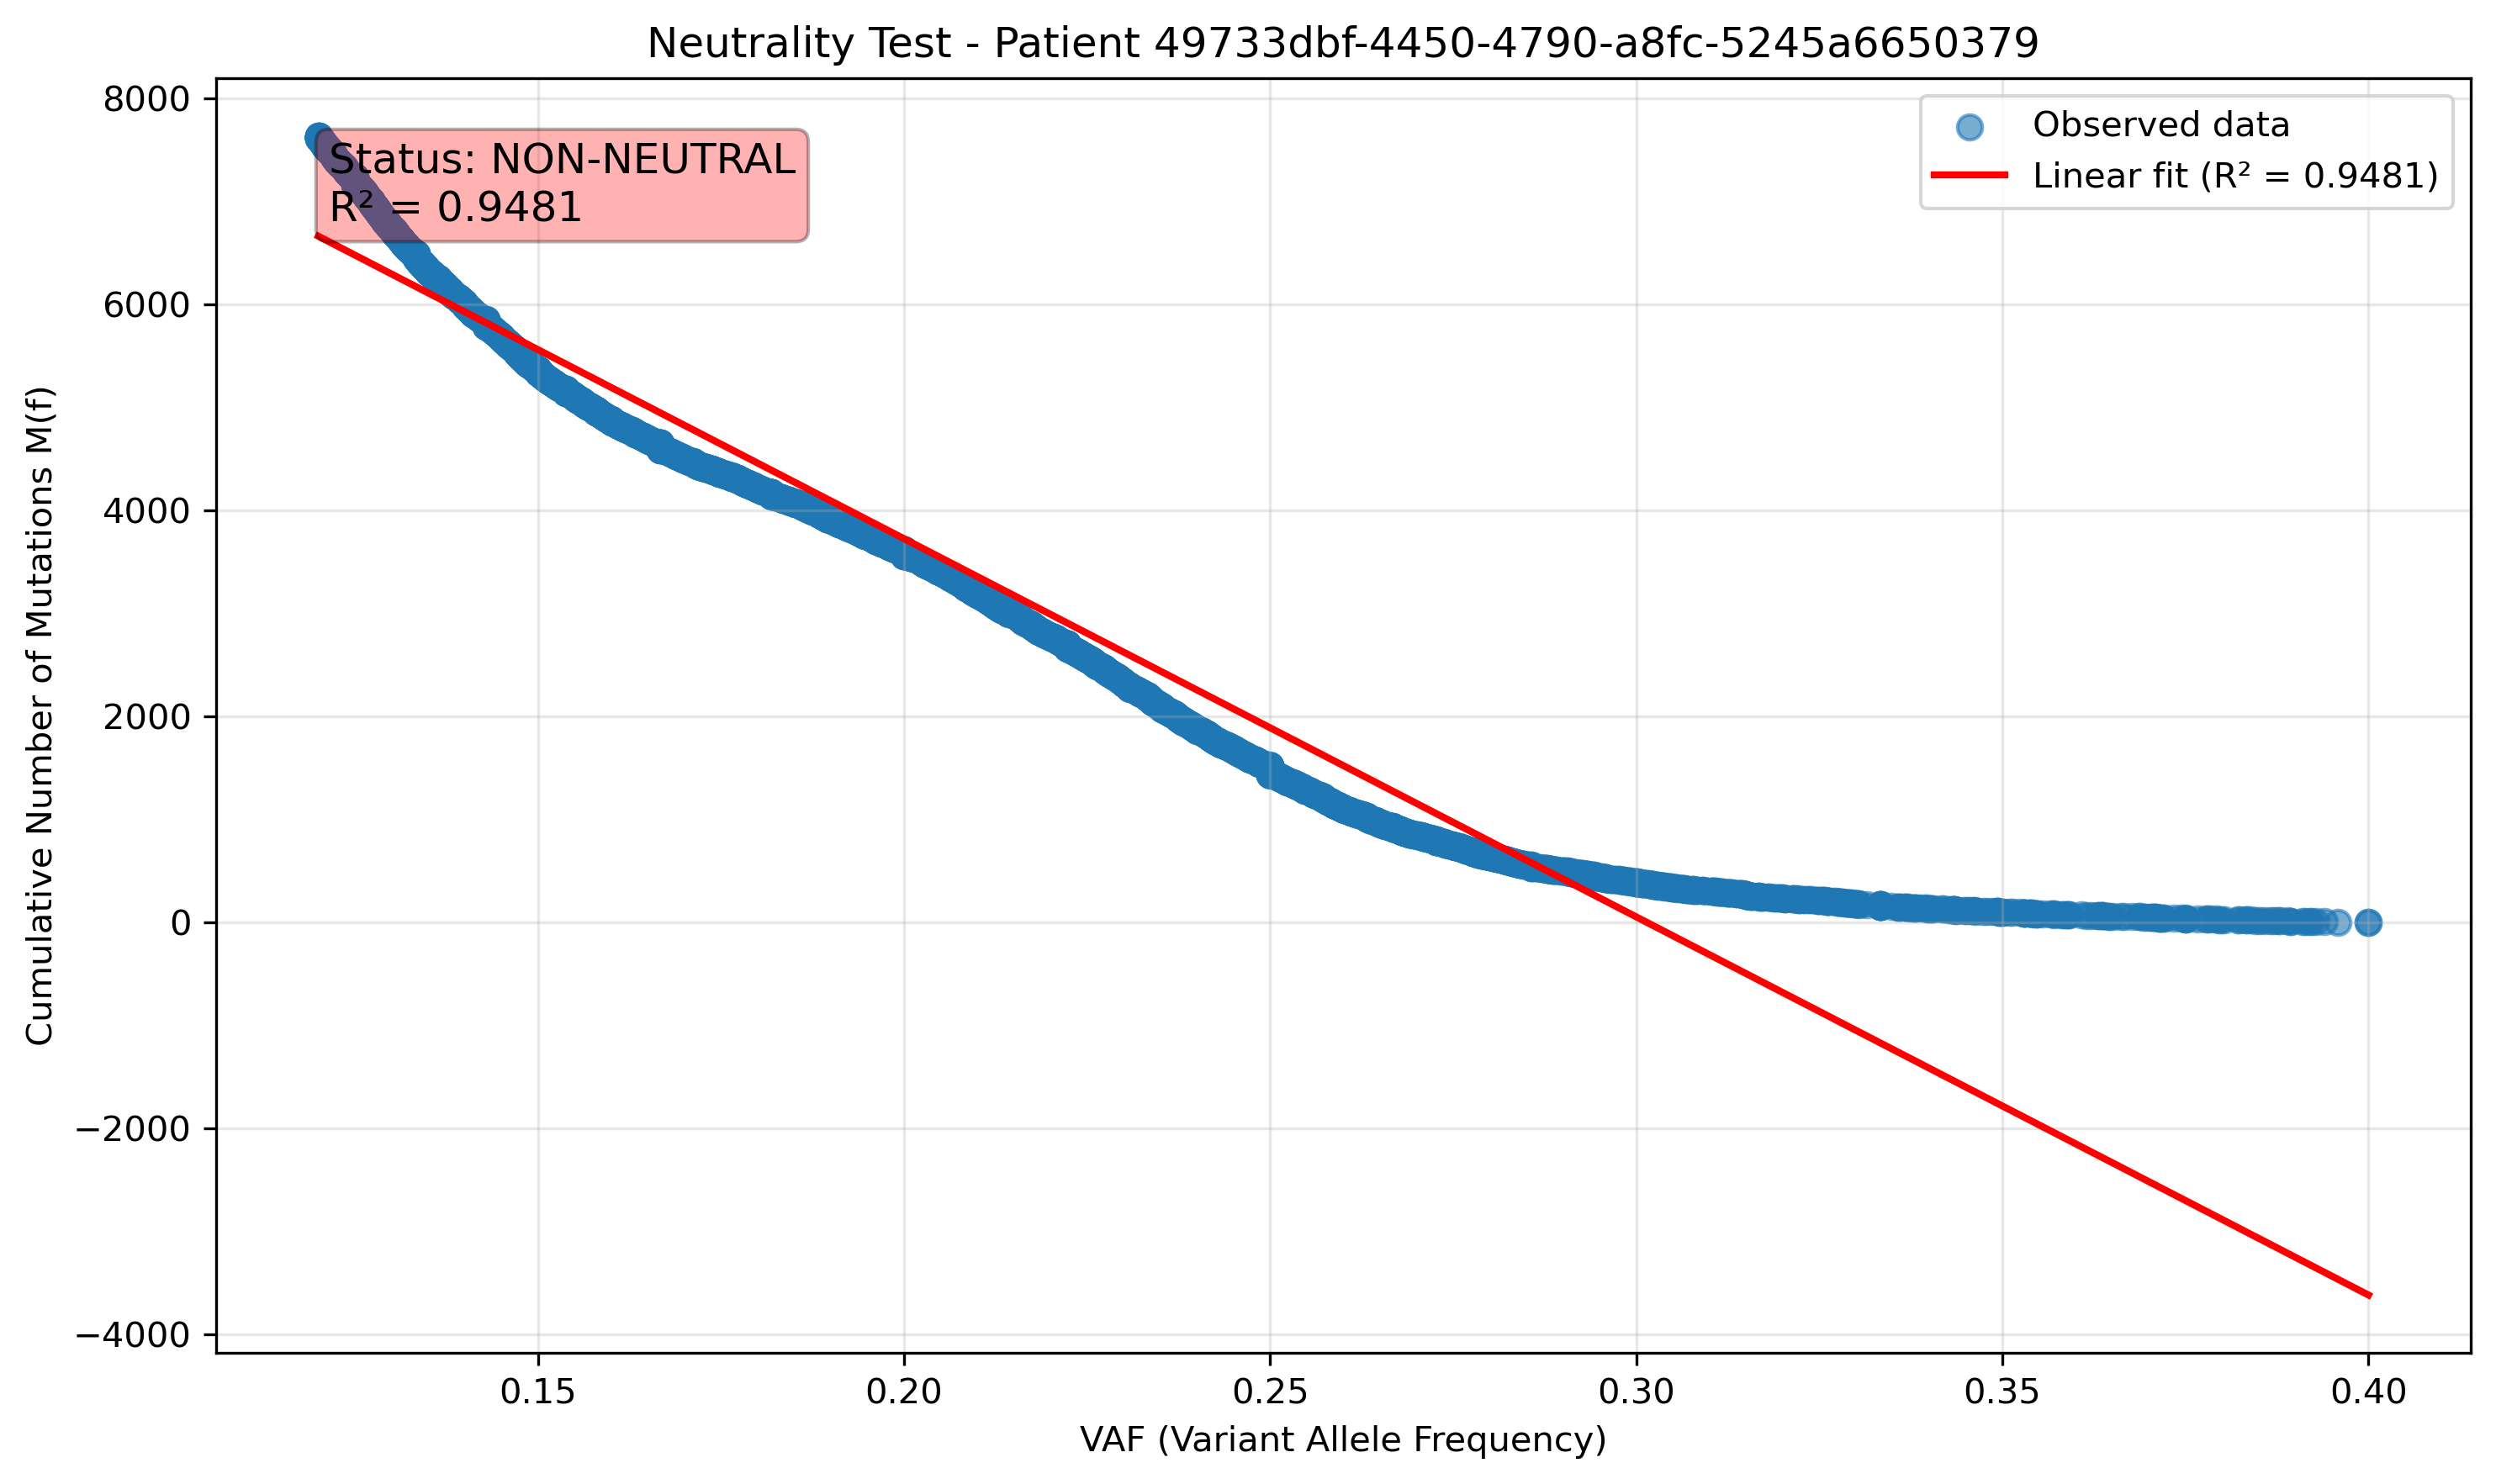 Neutrality Test - Patient 49733dbf-4450-4790-a8fc-5245a6650379
Observed data
Linear fit (R² = 0.9481)
Status: NON-NEUTRAL
R² = 0.9481
Cumulative Number of Mutations M(f)
8000
6000
4000
2000
0
−2000
−4000
0.15
0.20
0.25
0.30
0.35
0.40
VAF (Variant Allele Frequency)